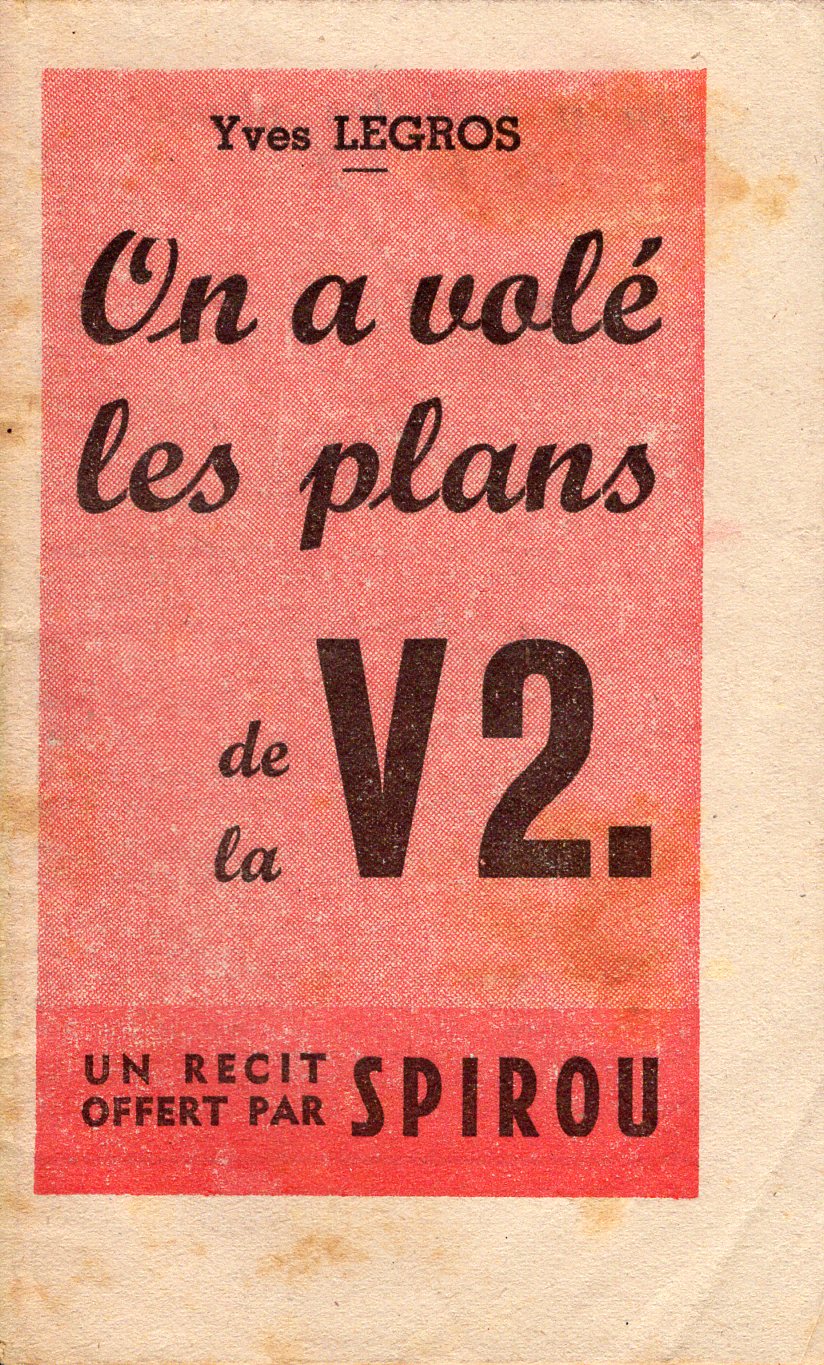 Yves LEGROS
On a volé
les plans
de
la V2.
UN RECIT
OFFERT PAR SPIROU